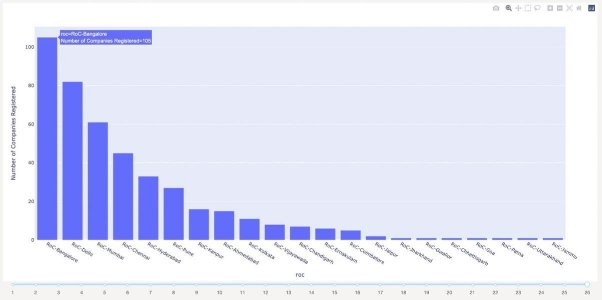 roc=RoC-Bangalore
Number of Companies Registered=105
Number of Companies Registered
100
80
60
40
20
0
RoC-Bangalore
RoC-Delhi
RoC-Mumbai
RoC-Chennai
RoC-Hyderabad
RoC-Pune
RoC-Kanpur
RoC-Ahmedabad
RoC-Kolkata
RoC-Vijayawada
RoC-Chandigarh
RoC-Ernakulam
RoC-Coimbatore
RoC-Jaipur
RoC-Jharkhand
RoC-Gwalior
RoC-Chhattisgarh
RoC-Goa
RoC-Patna
RoC-Uttarakhand
RoC-Jammu
roc
1 2 3 4 5 6 7 8 9 10 11 12 13 14 15 16 17 18 19 20 21 22 23 24 25 26